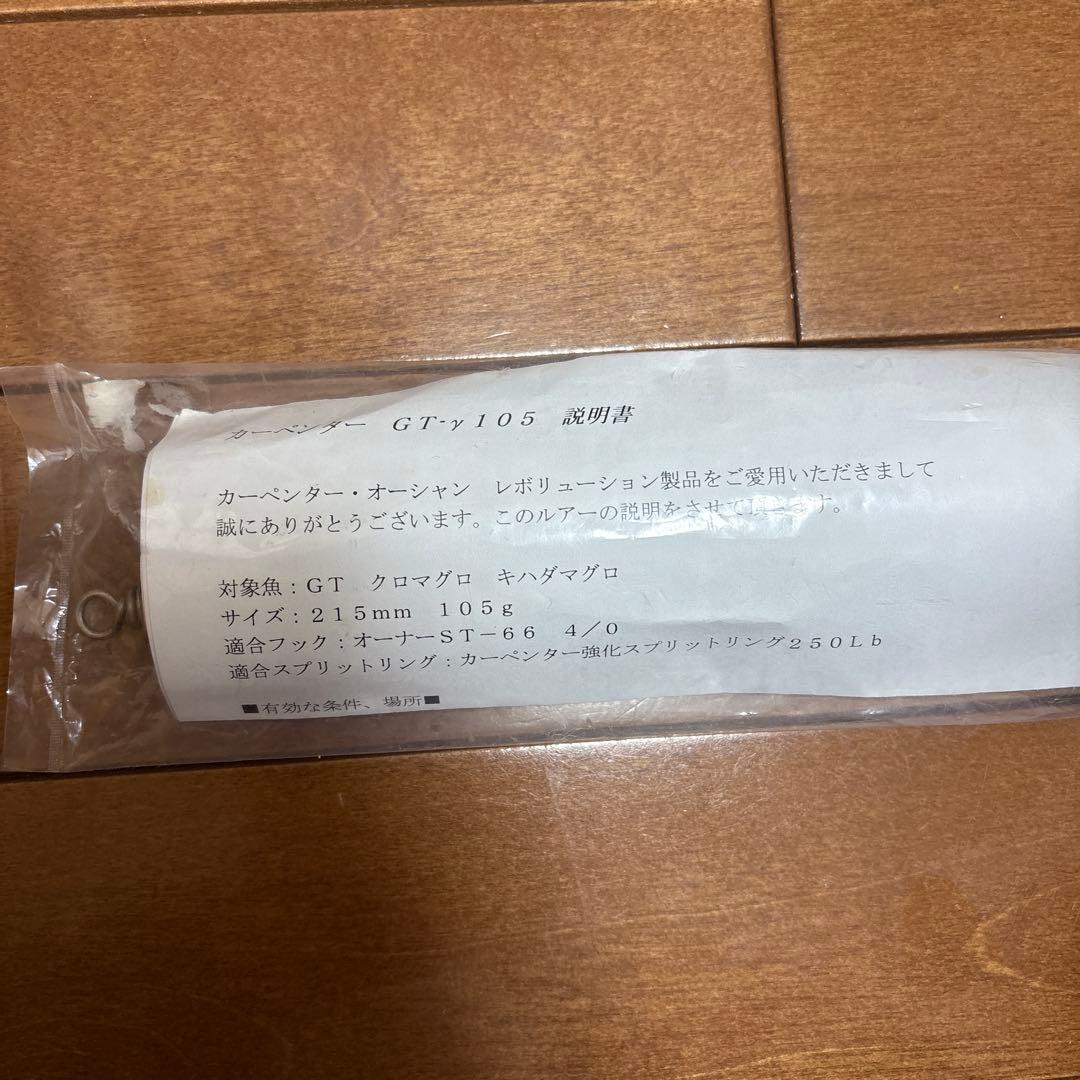 カーペンター　ＧＴ-γ１０５　説明書
カーペンター・オーシャン　レボリューション製品をご愛用いただきまして
誠にありがとうございます。このルアーの説明をさせて頂きます。
対象魚：ＧＴ　クロマグロ　キハダマグロ
サイズ：２１５ｍｍ　１０５ｇ
適合フック：オーナーＳＴ－６６　４／０
適合スプリットリング：カーペンター強化スプリットリング２５０Ｌｂ
■有効な条件、場所■